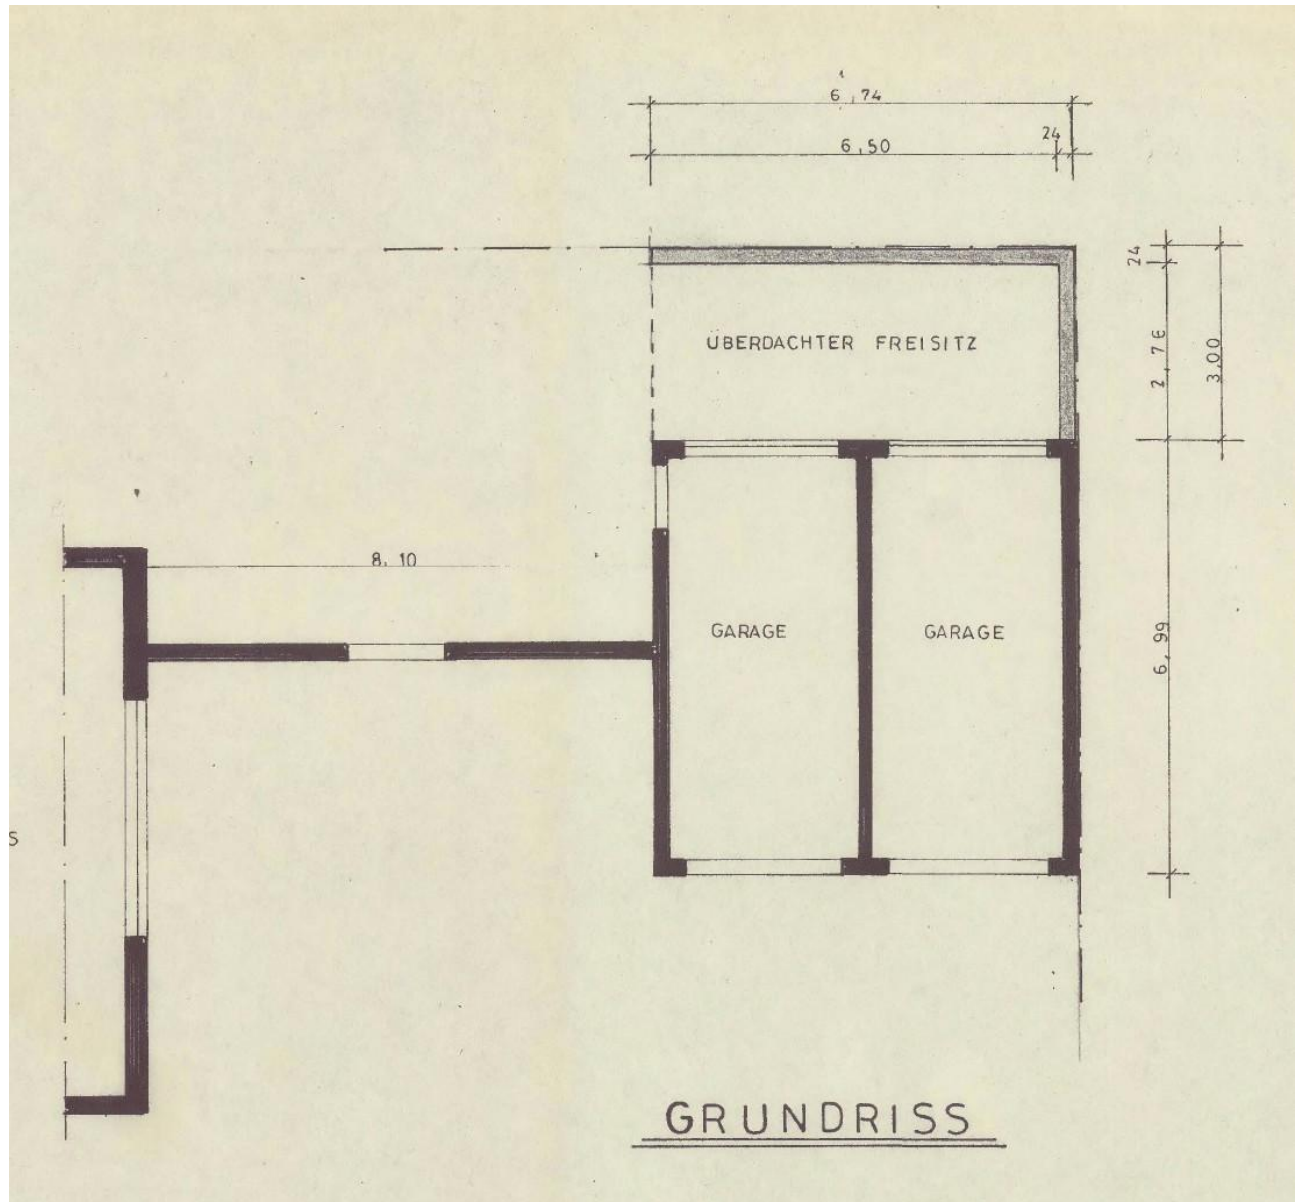 6,74
24
6,50
24
ÜBERDACHTER FREISITZ
2,76
3,00
8,10
GARAGE
GARAGE
6,99
S
GRUNDRISS